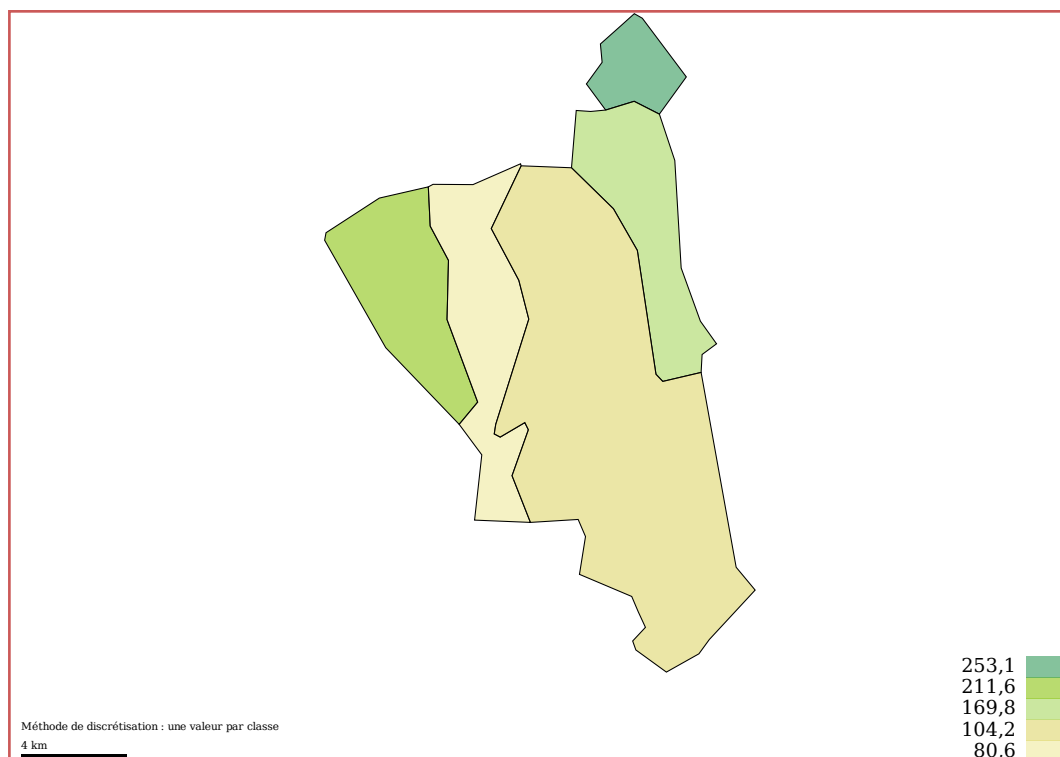 253,1
211,6
169,8
104,2
80,6
Méthode de discrétisation : une valeur par classe
4 km